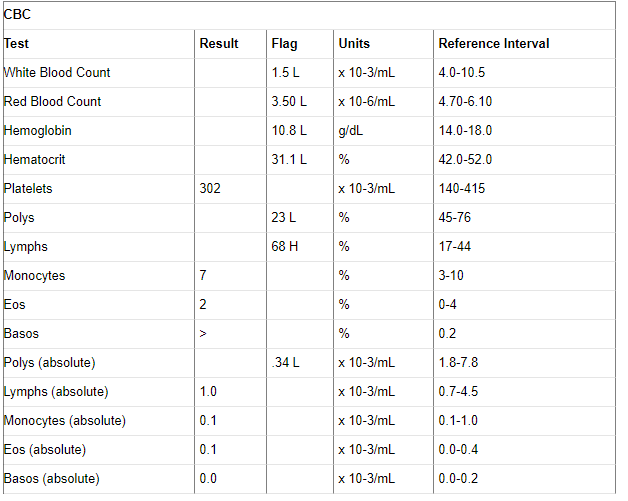 CBC
Test Result Flag Units Reference Interval
White Blood Count 1.5 L x 10-3/mL 4.0-10.5
Red Blood Count 3.50 L x 10-6/mL 4.70-6.10
Hemoglobin 10.8 L g/dL 14.0-18.0
Hematocrit 31.1 L % 42.0-52.0
Platelets 302 x 10-3/mL 140-415
Polys 23 L % 45-76
Lymphs 68 H % 17-44
Monocytes 7 % 3-10
Eos 2 % 0-4
Basos > % 0.2
Polys (absolute) .34 L x 10-3/mL 1.8-7.8
Lymphs (absolute) 1.0 x 10-3/mL 0.7-4.5
Monocytes (absolute) 0.1 x 10-3/mL 0.1-1.0
Eos (absolute) 0.1 x 10-3/mL 0.0-0.4
Basos (absolute) 0.0 x 10-3/mL 0.0-0.2